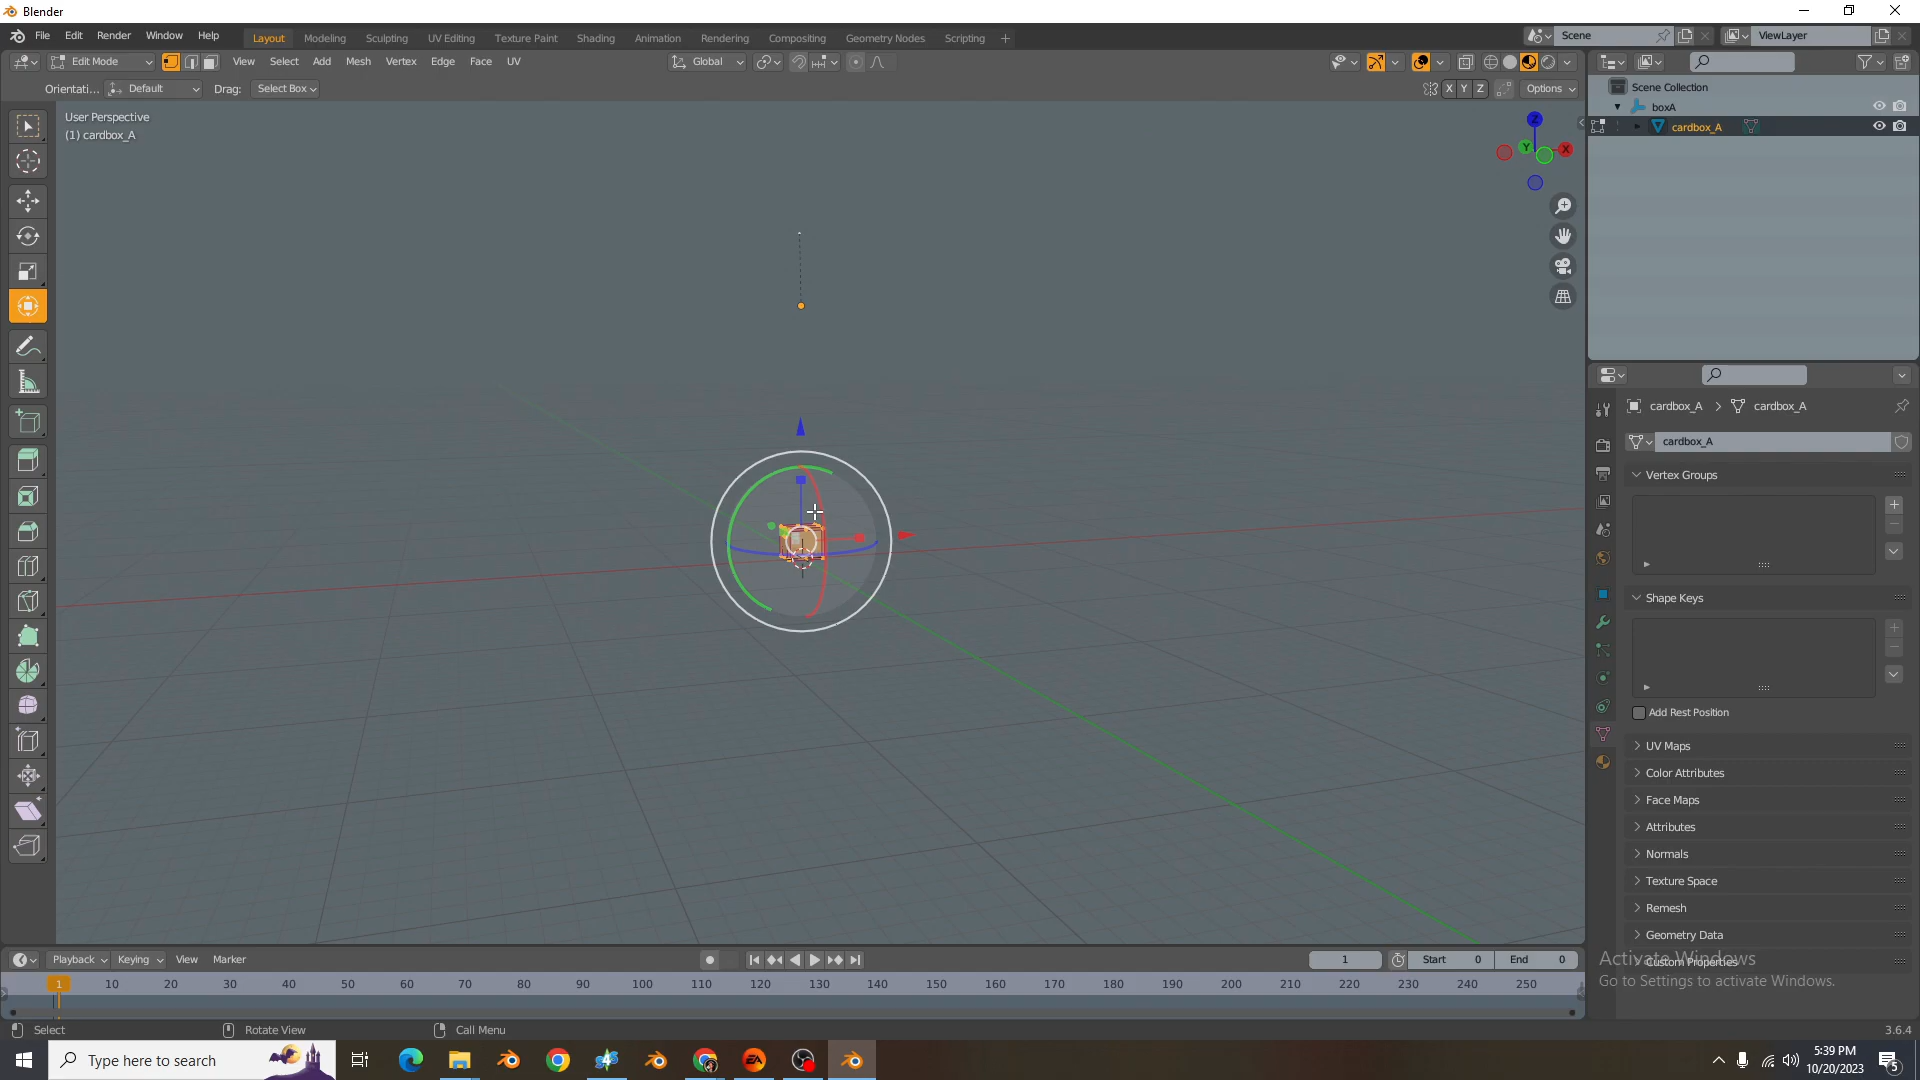 Blender
File Edit Render Window Help Layout Modeling Sculpting UV Editing Texture Paint Shading Animation Rendering Compositing Geometry Nodes Scripting + Scene ViewLayer
Edit Mode View Select Add Mesh Vertex Edge Face UV Global
Orientati... Default Drag: Select Box X Y Z Options
Scene Collection
boxA
cardbox_A
User Perspective
(1) cardbox_A
Z
Y
X
cardbox_A > cardbox_A
cardbox_A
Vertex Groups
Shape Keys
Add Rest Position
UV Maps
Color Attributes
Face Maps
Attributes
Normals
Texture Space
Remesh
Geometry Data
Custom Properties
Activate Windows
Go to Settings to activate Windows.
Playback Keying View Marker 1 Start 0 End 0
1 10 20 30 40 50 60 70 80 90 100 110 120 130 140 150 160 170 180 190 200 210 220 230 240 250
Select Rotate View Call Menu 3.6.4
Type here to search
EA
5:39 PM
10/20/2023
5